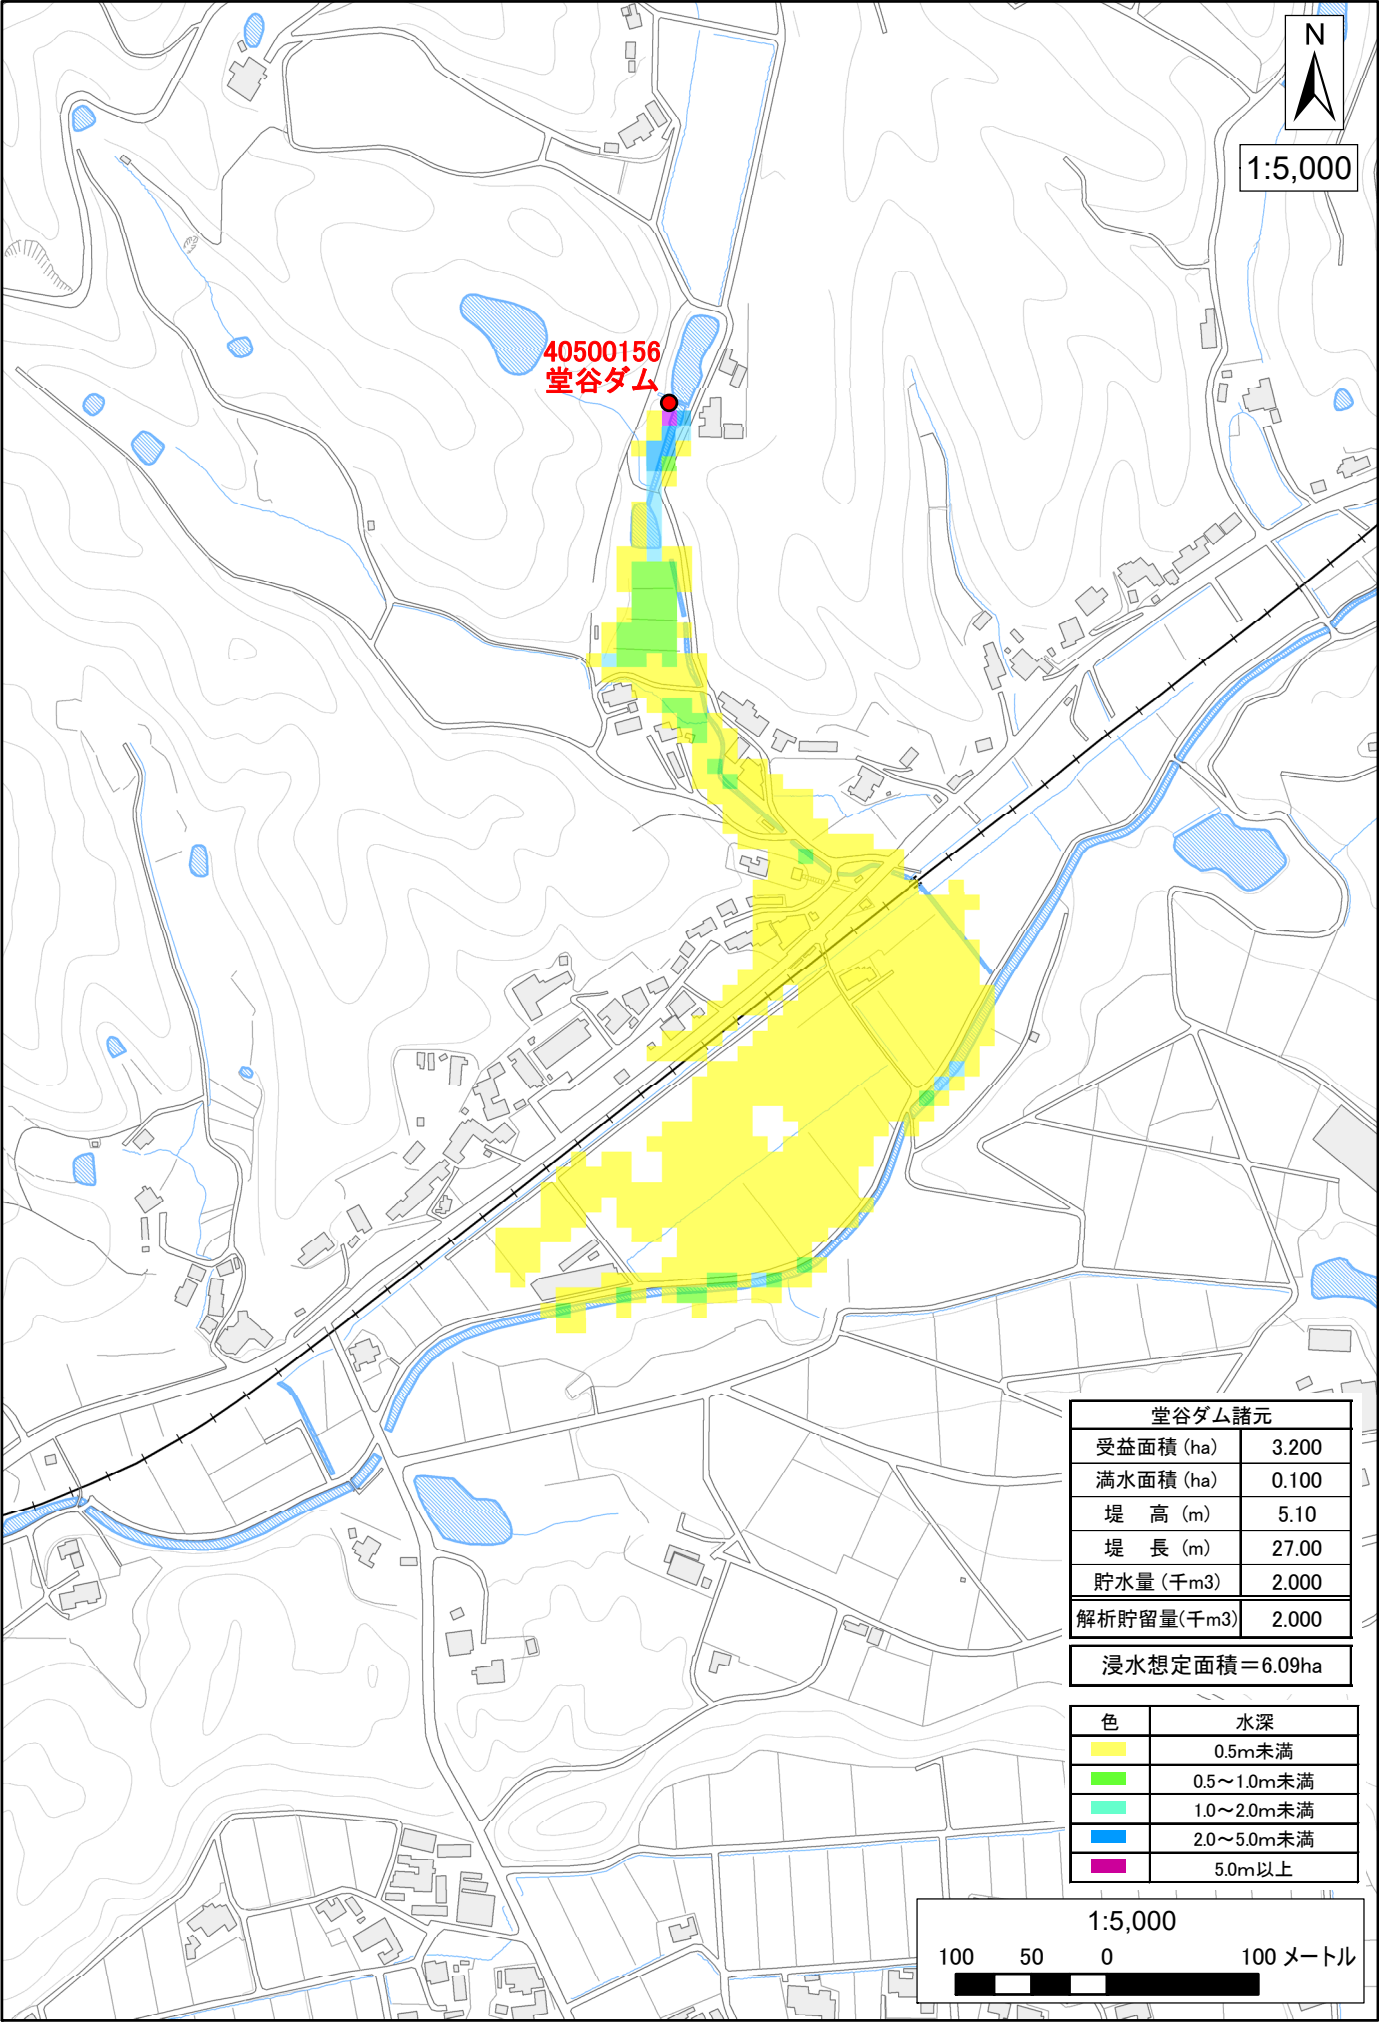 N
1:5,000
40500156
堂谷ダム
堂谷ダム諸元
受益面積 (ha) 3.200
満水面積 (ha) 0.100
堤 高 (m) 5.10
堤 長 (m) 27.00
貯水量 (千m3) 2.000
解析貯留量(千m3) 2.000
浸水想定面積＝6.09ha
色 水深
0.5m未満
0.5～1.0m未満
1.0～2.0m未満
2.0～5.0m未満
5.0m以上
1:5,000
100 50 0 100 メートル